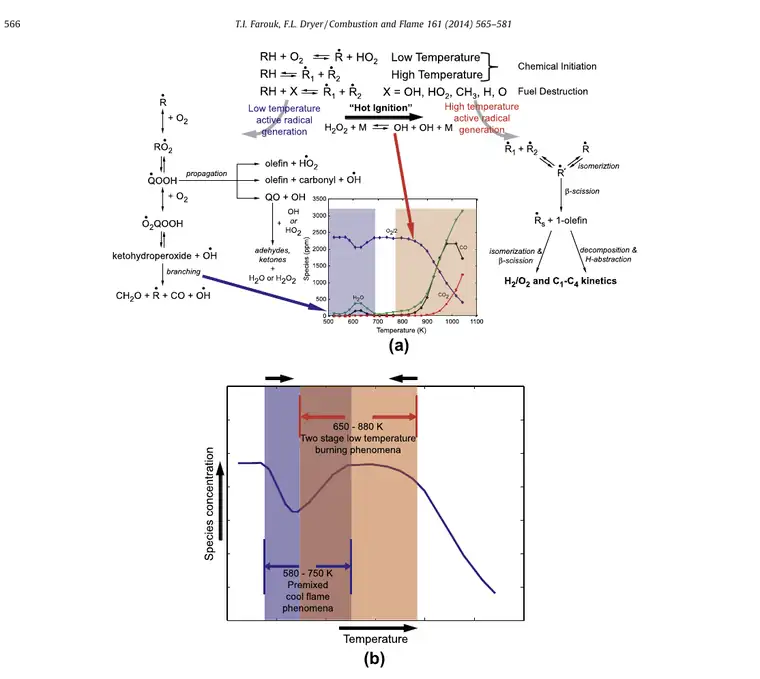 566
T.I. Farouk, F.L. Dryer / Combustion and Flame 161 (2014) 565–581
RH + O₂ ⇌ Ṙ + HO₂ Low Temperature
RH ⇌ Ṙ₁ + Ṙ₂ High Temperature
Chemical Initiation
RH + X ⇌ Ṙ₁ + Ṙ₂ X = OH, HO₂, CH₃, H, O Fuel Destruction
Low temperature
active radical
generation
"Hot Ignition"
H₂O₂ + M ⇌ OH + OH + M
High temperature
active radical
generation
Ṙ
+ O₂
RȮ₂
Q̇OOH
propagation
+ O₂
Ȯ₂QOOH
ketohydroperoxide + ȮH
branching
CH₂O + Ṙ + CO + ȮH
olefin + ḢO₂
olefin + carbonyl + ȮH
QO + OH
+
OH
or
HO₂
adehydes,
ketones
+
H₂O or H₂O₂
Species (ppm)
3500
3000
2500
2000
1500
1000
500
0
O₂/2
CO
H₂O
CO₂
500 600 700 800 900 1000 1100
Temperature (K)
Ṙ₁ + Ṙ₂ Ṙ
isomeriztion
Ṙ'
β-scission
Ṙₛ + 1-olefin
isomerization &
β-scission
decomposition &
H-abstraction
H₂/O₂ and C₁-C₄ kinetics
(a)
650 - 880 K
Two stage low temperature
burning phenomena
Species concentration
580 - 750 K
Premixed
cool flame
phenomena
Temperature
(b)